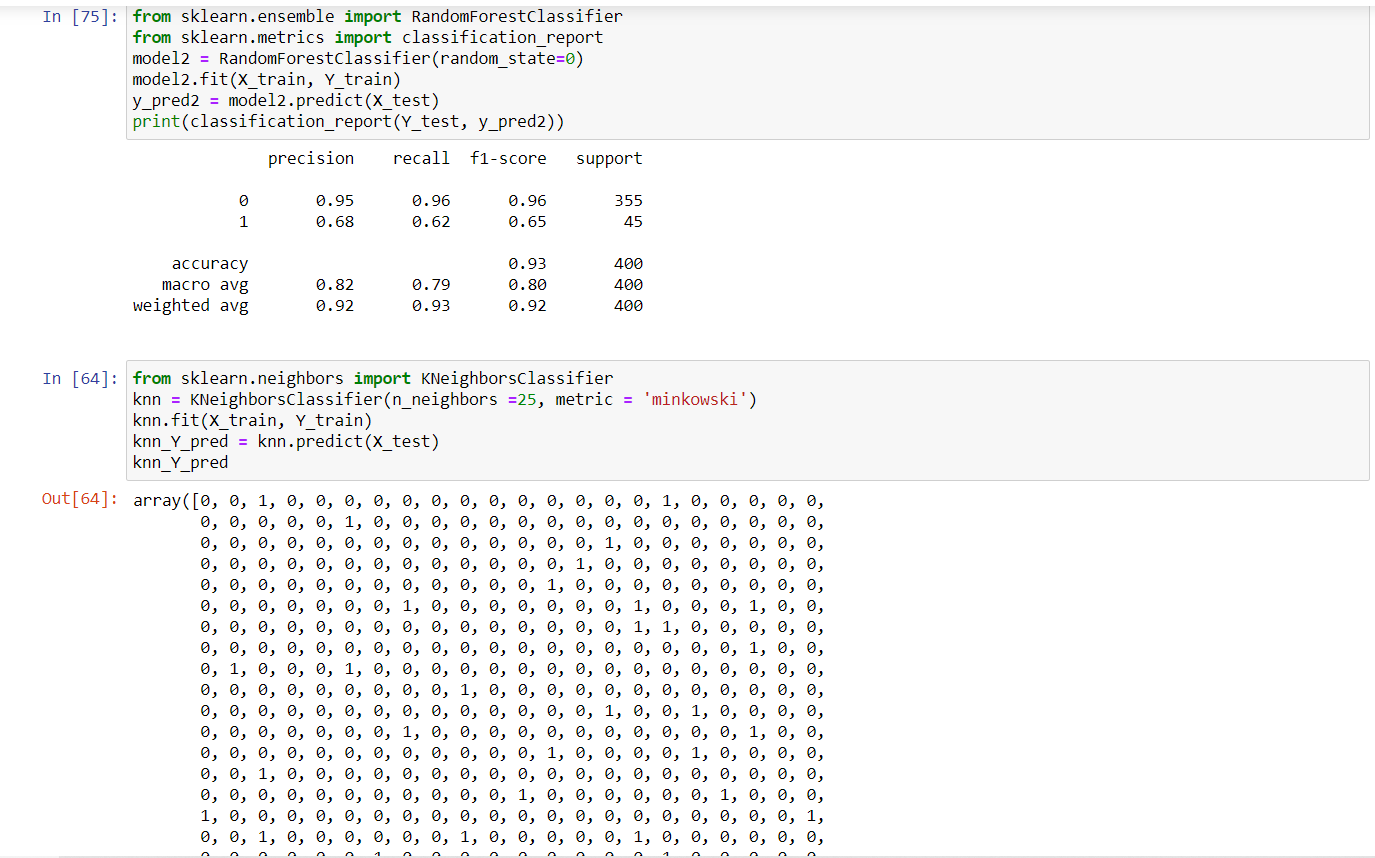 In [75]: from sklearn.ensemble import RandomForestClassifier
from sklearn.metrics import classification_report
model2 = RandomForestClassifier(random_state=0)
model2.fit(X_train, Y_train)
y_pred2 = model2.predict(X_test)
print(classification_report(Y_test, y_pred2))
precision recall f1-score support
0 0.95 0.96 0.96 355
1 0.68 0.62 0.65 45
accuracy 0.93 400
macro avg 0.82 0.79 0.80 400
weighted avg 0.92 0.93 0.92 400
In [64]: from sklearn.neighbors import KNeighborsClassifier
knn = KNeighborsClassifier(n_neighbors =25, metric = 'minkowski')
knn.fit(X_train, Y_train)
knn_Y_pred = knn.predict(X_test)
knn_Y_pred
Out[64]: array([0, 0, 1, 0, 0, 0, 0, 0, 0, 0, 0, 0, 0, 0, 0, 0, 1, 0, 0, 0, 0, 0,
0, 0, 0, 0, 0, 1, 0, 0, 0, 0, 0, 0, 0, 0, 0, 0, 0, 0, 0, 0, 0, 0,
0, 0, 0, 0, 0, 0, 0, 0, 0, 0, 0, 0, 0, 0, 1, 0, 0, 0, 0, 0, 0, 0,
0, 0, 0, 0, 0, 0, 0, 0, 0, 0, 0, 0, 0, 1, 0, 0, 0, 0, 0, 0, 0, 0,
0, 0, 0, 0, 0, 0, 0, 0, 0, 0, 0, 0, 1, 0, 0, 0, 0, 0, 0, 0, 0, 0,
0, 0, 0, 0, 0, 0, 0, 1, 0, 0, 0, 0, 0, 0, 0, 1, 0, 0, 0, 1, 0, 0,
0, 0, 0, 0, 0, 0, 0, 0, 0, 0, 0, 0, 0, 0, 0, 1, 1, 0, 0, 0, 0, 0,
0, 0, 0, 0, 0, 0, 0, 0, 0, 0, 0, 0, 0, 0, 0, 0, 0, 0, 0, 1, 0, 0,
0, 1, 0, 0, 0, 1, 0, 0, 0, 0, 0, 0, 0, 0, 0, 0, 0, 0, 0, 0, 0, 0,
0, 0, 0, 0, 0, 0, 0, 0, 0, 1, 0, 0, 0, 0, 0, 0, 0, 0, 0, 0, 0, 0,
0, 0, 0, 0, 0, 0, 0, 0, 0, 0, 0, 0, 0, 0, 1, 0, 0, 1, 0, 0, 0, 0,
0, 0, 0, 0, 0, 0, 0, 1, 0, 0, 0, 0, 0, 0, 0, 0, 0, 0, 0, 1, 0, 0,
0, 0, 0, 0, 0, 0, 0, 0, 0, 0, 0, 0, 1, 0, 0, 0, 0, 1, 0, 0, 0, 0,
0, 0, 1, 0, 0, 0, 0, 0, 0, 0, 0, 0, 0, 0, 0, 0, 0, 0, 0, 0, 0, 0,
0, 0, 0, 0, 0, 0, 0, 0, 0, 0, 0, 1, 0, 0, 0, 0, 0, 0, 1, 0, 0, 0,
1, 0, 0, 0, 0, 0, 0, 0, 0, 0, 0, 0, 0, 0, 0, 0, 0, 0, 0, 0, 0, 1,
0, 0, 1, 0, 0, 0, 0, 0, 0, 1, 0, 0, 0, 0, 0, 1, 0, 0, 0, 0, 0, 0,